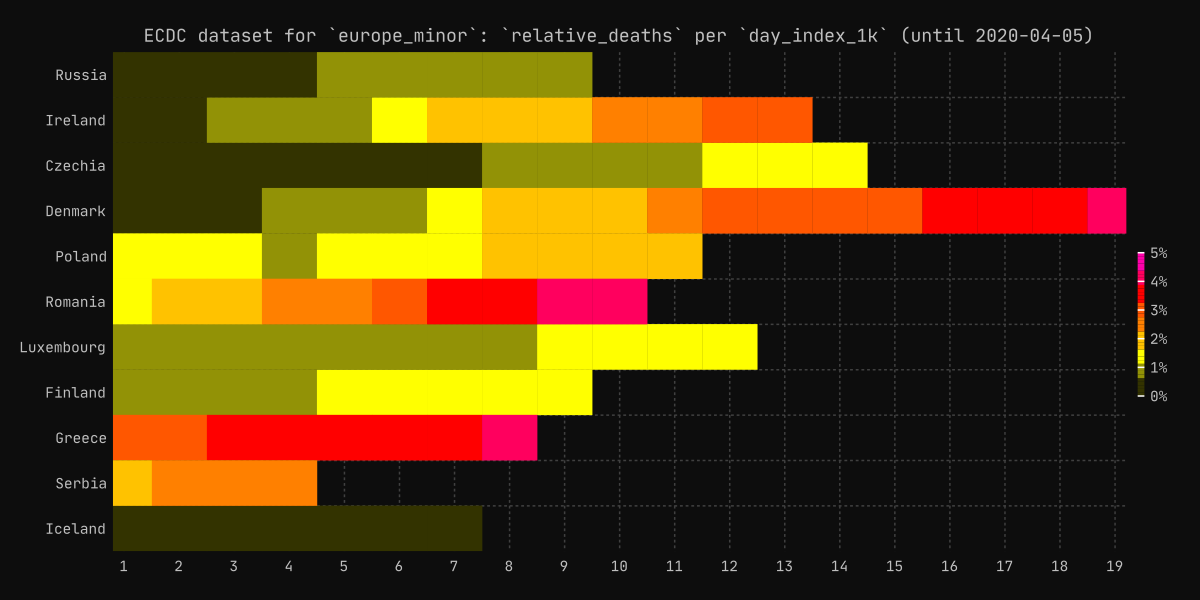 ECDC dataset for `europe_minor`: `relative_deaths` per `day_index_1k` (until 2020-04-05)
Russia
Ireland
Czechia
Denmark
Poland
Romania
Luxembourg
Finland
Greece
Serbia
Iceland
5%
4%
3%
2%
1%
0%
1 2 3 4 5 6 7 8 9 10 11 12 13 14 15 16 17 18 19